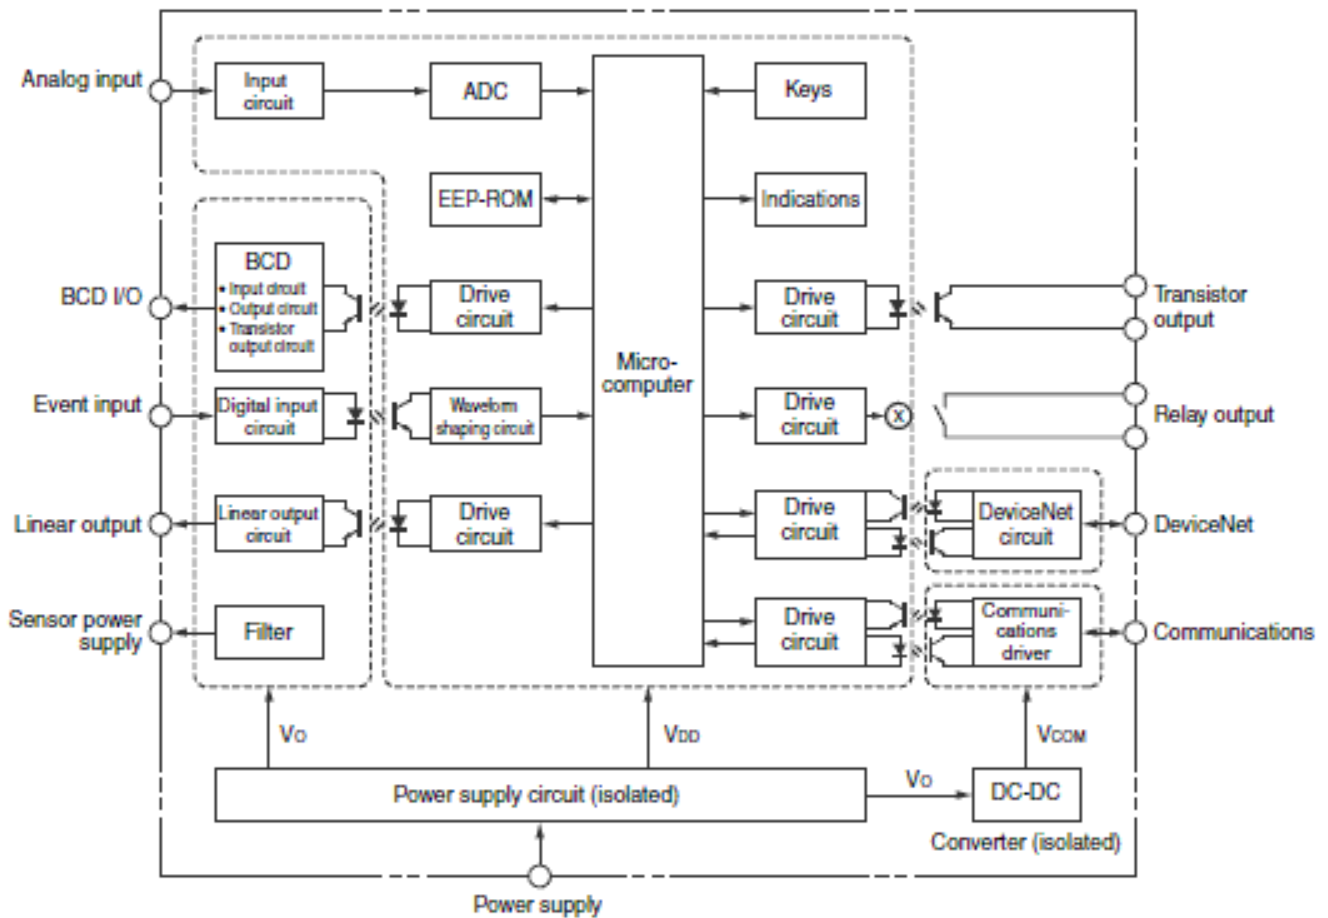 Analog input
Input
circuit
ADC
Keys
EEP-ROM
Indications
BCD I/O
BCD
• Input circuit
• Output circuit
• Transistor
output circuit
Drive
circuit
Micro-
computer
Drive
circuit
Transistor
output
Event input
Digital input
circuit
Waveform
shaping circuit
Drive
circuit
X
Relay output
Linear output
Linear output
circuit
Drive
circuit
Drive
circuit
DeviceNet
circuit
DeviceNet
Sensor power
supply
Filter
Drive
circuit
Communi-
cations
driver
Communications
VO
VDD
VCOM
Power supply circuit (isolated)
VO
DC-DC
Converter (isolated)
Power supply